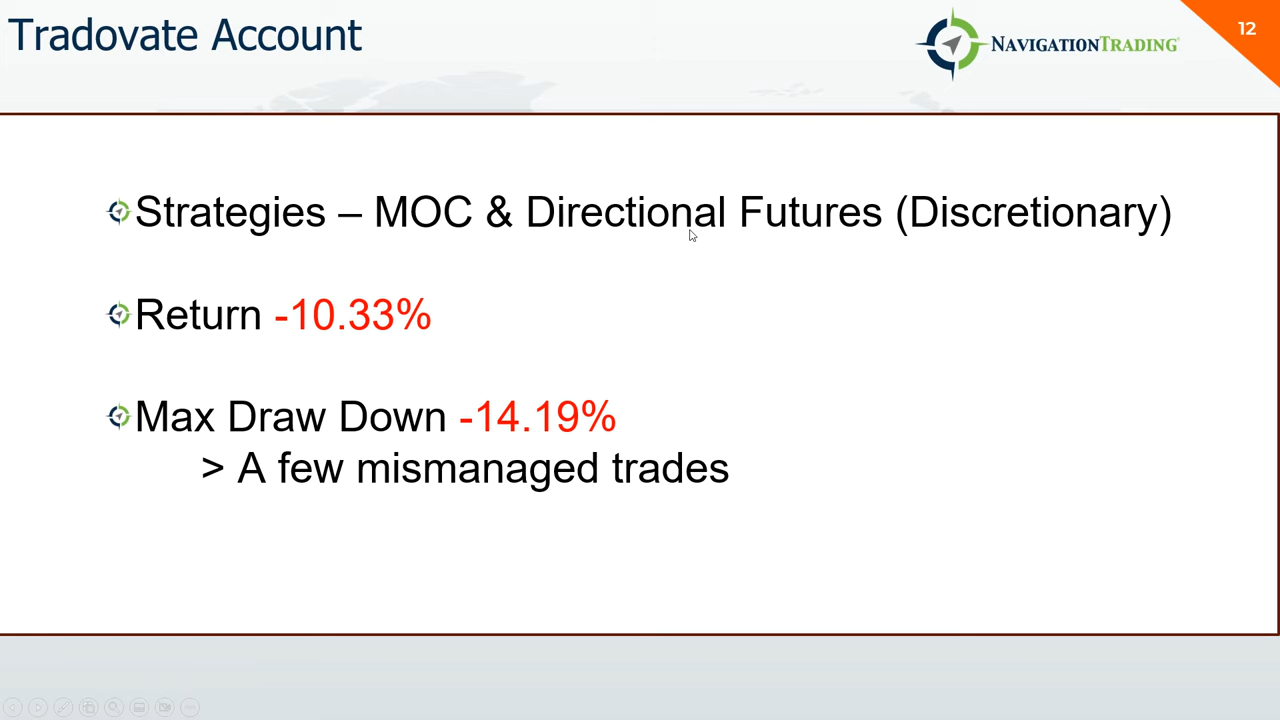 Tradovate Account
NAVIGATIONTRADING®
12
Strategies – MOC & Directional Futures (Discretionary)
Return -10.33%
Max Draw Down -14.19%
> A few mismanaged trades